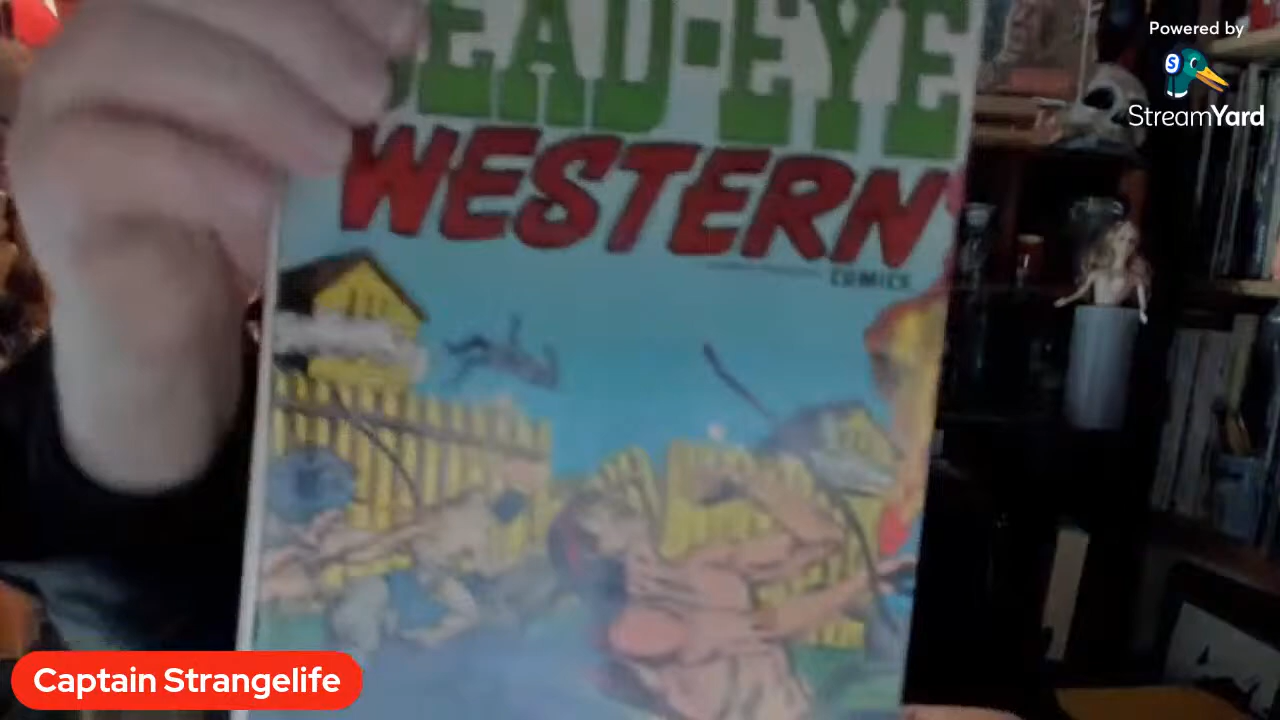 Powered by
StreamYard
EAD-EYE
WESTERN
COMICS
Captain Strangelife